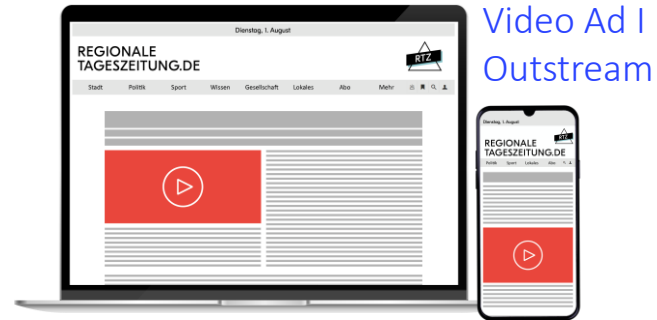 Video Ad I
Outstream
Dienstag, 1. August
REGIONALE
TAGESZEITUNG.DE
RTZ
Stadt Politik Sport Wissen Gesellschaft Lokales Abo Mehr
Dienstag, 1. August
REGIONALE
TAGESZEITUNG.DE
RTZ
Politik Sport Lokales Abo